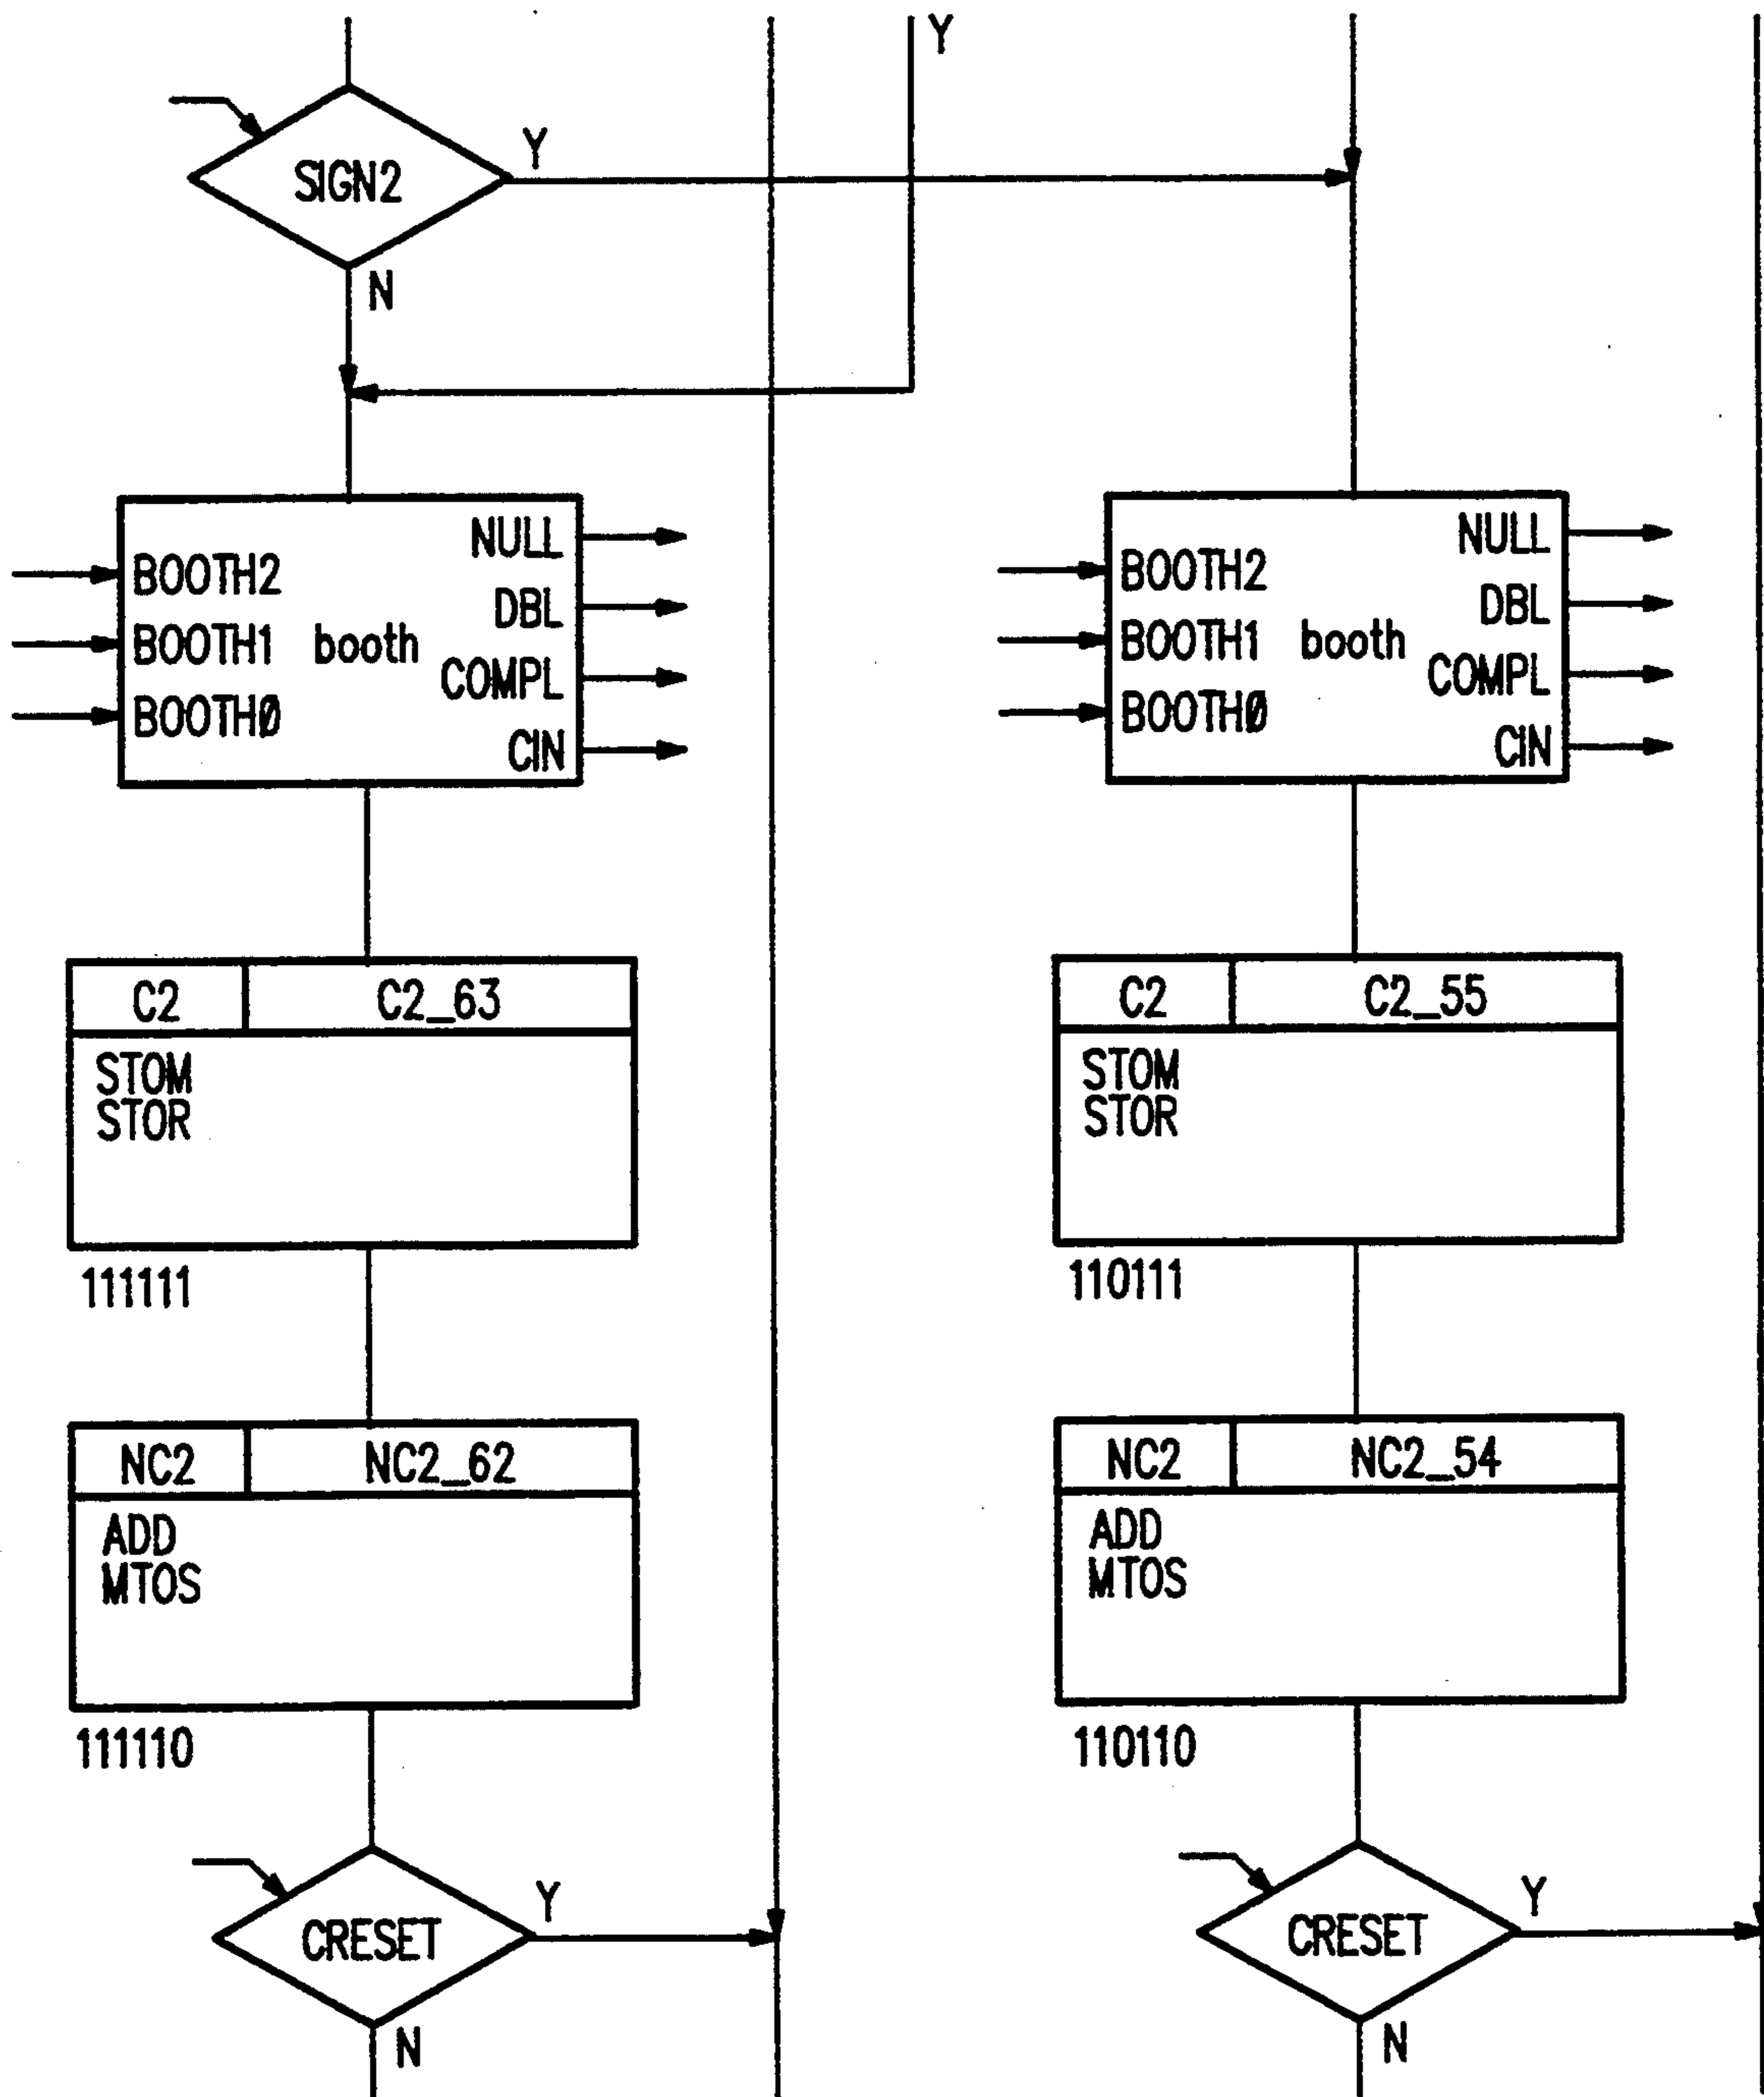 Y
SIGN2
Y
N
BOOTH2
BOOTH1
BOOTHØ
booth
NULL
DBL
COMPL
CIN
BOOTH2
BOOTH1
BOOTHØ
booth
NULL
DBL
COMPL
CIN
C2
C2_63
STOM
STOR
111111
C2
C2_55
STOM
STOR
110111
NC2
NC2_62
ADD
MTOS
111110
NC2
NC2_54
ADD
MTOS
110110
CRESET
Y
N
CRESET
Y
N